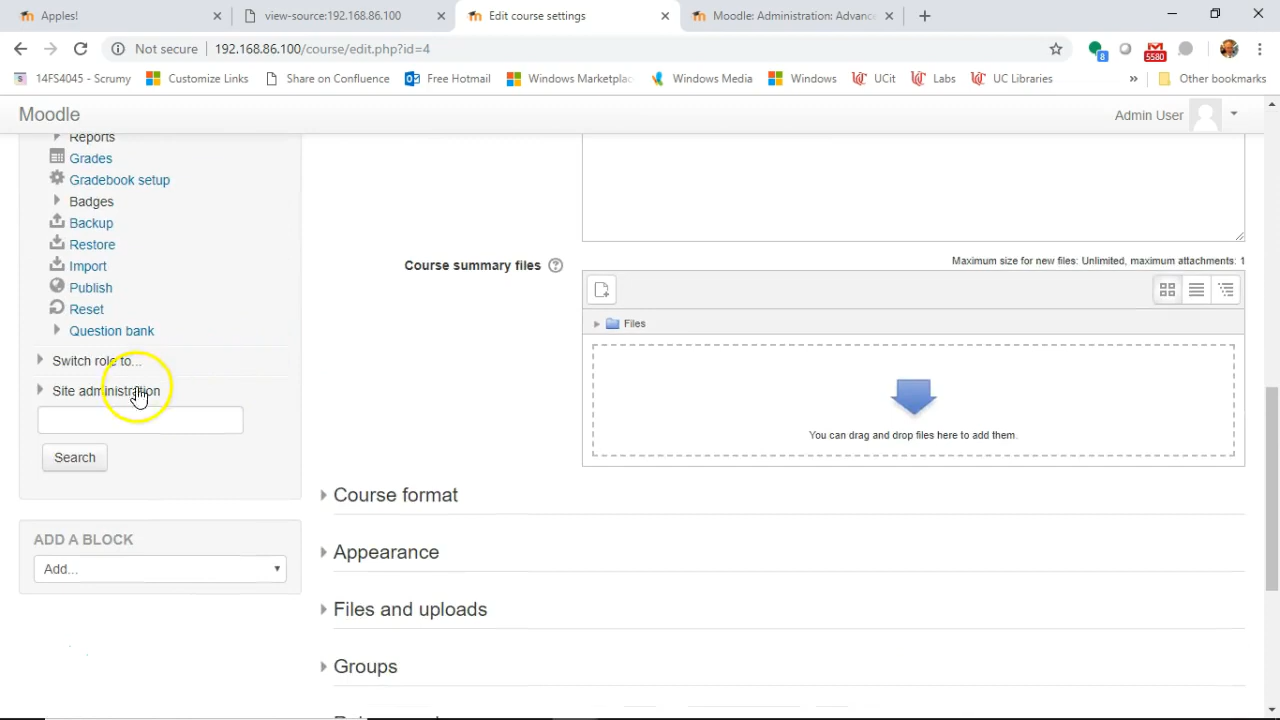 Apples!
view-source:192.168.86.100
Edit course settings
Moodle: Administration: Advance
Not secure 192.168.86.100/course/edit.php?id=4
8
5580
14FS4045 - Scrumy Customize Links Share on Confluence Free Hotmail Windows Marketplac Windows Media Windows UCit Labs UC Libraries » Other bookmarks
Moodle
Admin User
Reports
Grades
Gradebook setup
Badges
Backup
Restore
Import
Publish
Reset
Question bank
Switch role to...
Site administration
Search
ADD A BLOCK
Add...
Course summary files
Maximum size for new files: Unlimited, maximum attachments: 1
Files
You can drag and drop files here to add them.
Course format
Appearance
Files and uploads
Groups